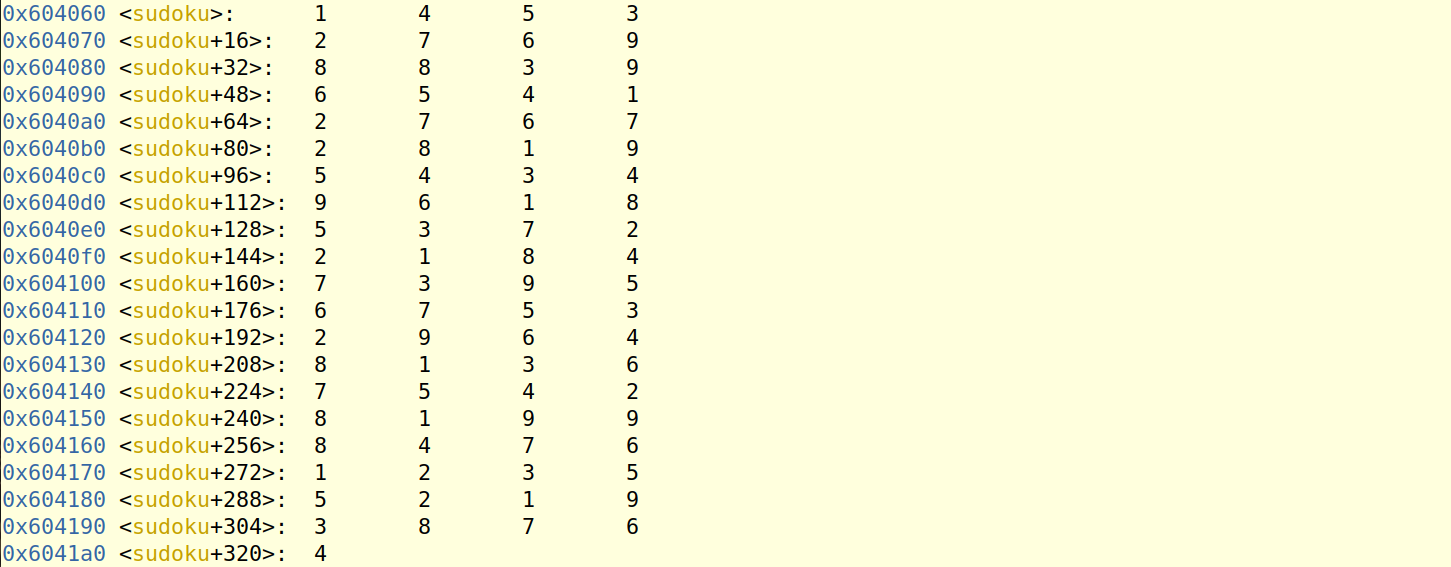 0x604060 <sudoku>: 1 4 5 3
0x604070 <sudoku+16>: 2 7 6 9
0x604080 <sudoku+32>: 8 8 3 9
0x604090 <sudoku+48>: 6 5 4 1
0x6040a0 <sudoku+64>: 2 7 6 7
0x6040b0 <sudoku+80>: 2 8 1 9
0x6040c0 <sudoku+96>: 5 4 3 4
0x6040d0 <sudoku+112>: 9 6 1 8
0x6040e0 <sudoku+128>: 5 3 7 2
0x6040f0 <sudoku+144>: 2 1 8 4
0x604100 <sudoku+160>: 7 3 9 5
0x604110 <sudoku+176>: 6 7 5 3
0x604120 <sudoku+192>: 2 9 6 4
0x604130 <sudoku+208>: 8 1 3 6
0x604140 <sudoku+224>: 7 5 4 2
0x604150 <sudoku+240>: 8 1 9 9
0x604160 <sudoku+256>: 8 4 7 6
0x604170 <sudoku+272>: 1 2 3 5
0x604180 <sudoku+288>: 5 2 1 9
0x604190 <sudoku+304>: 3 8 7 6
0x6041a0 <sudoku+320>: 4